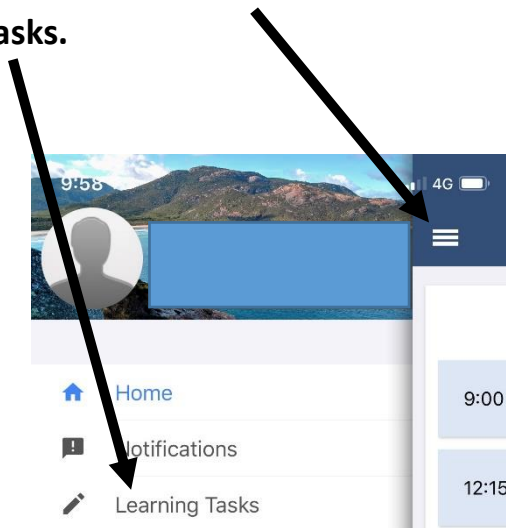 asks.
9:58
4G
Home
9:00
Notifications
12:15
Learning Tasks